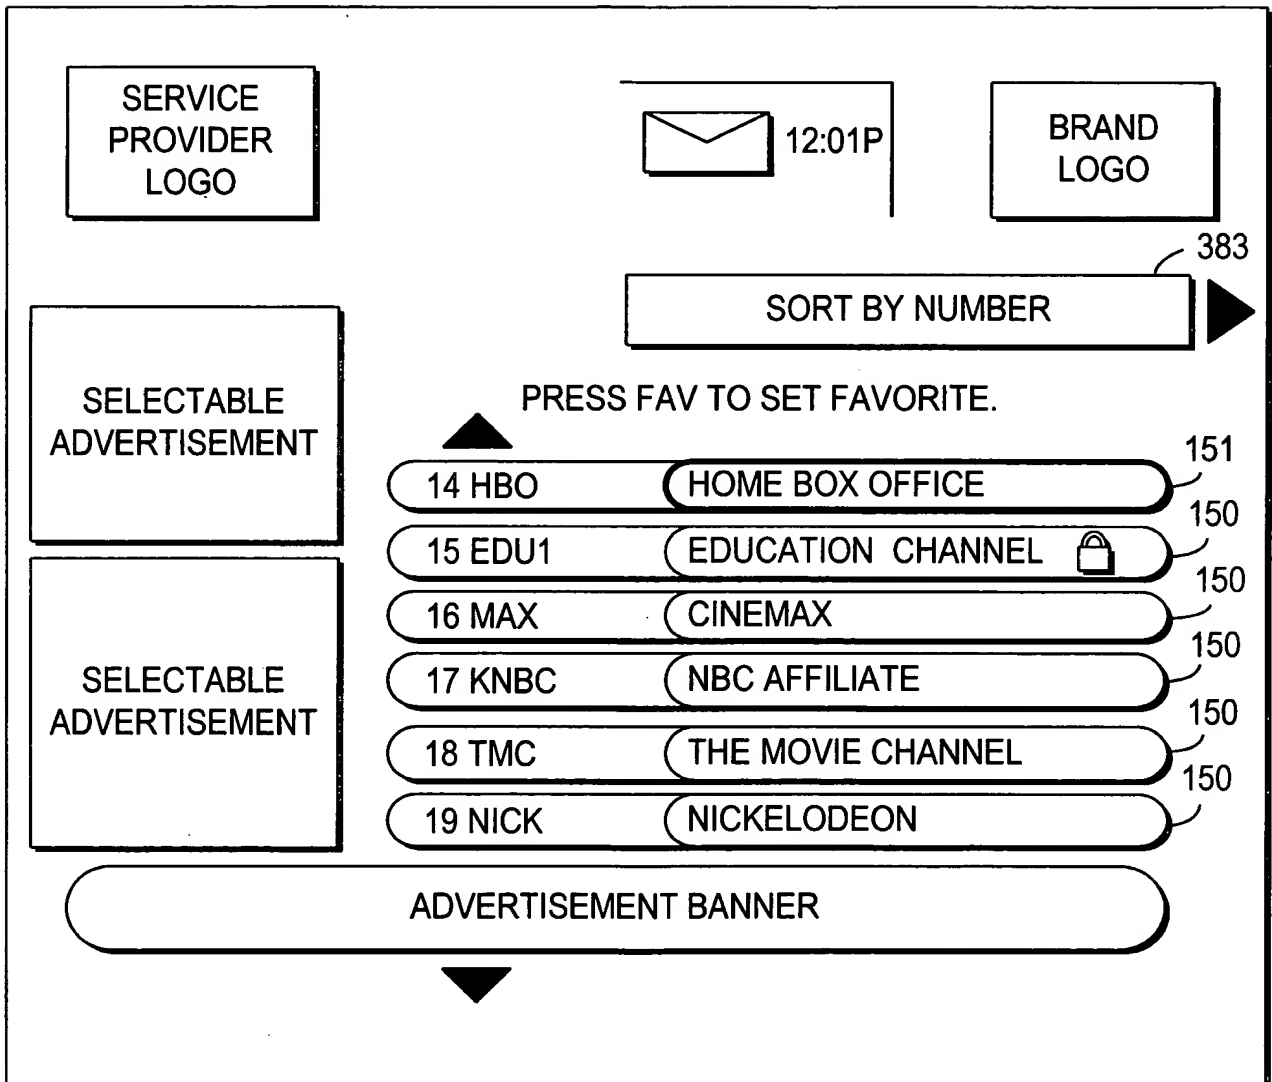 SERVICE
PROVIDER
LOGO
12:01P
BRAND
LOGO
383
SORT BY NUMBER
SELECTABLE
ADVERTISEMENT
PRESS FAV TO SET FAVORITE.
14 HBO HOME BOX OFFICE 151
15 EDU1 EDUCATION CHANNEL 150
16 MAX CINEMAX 150
17 KNBC NBC AFFILIATE 150
18 TMC THE MOVIE CHANNEL 150
19 NICK NICKELODEON 150
SELECTABLE
ADVERTISEMENT
ADVERTISEMENT BANNER